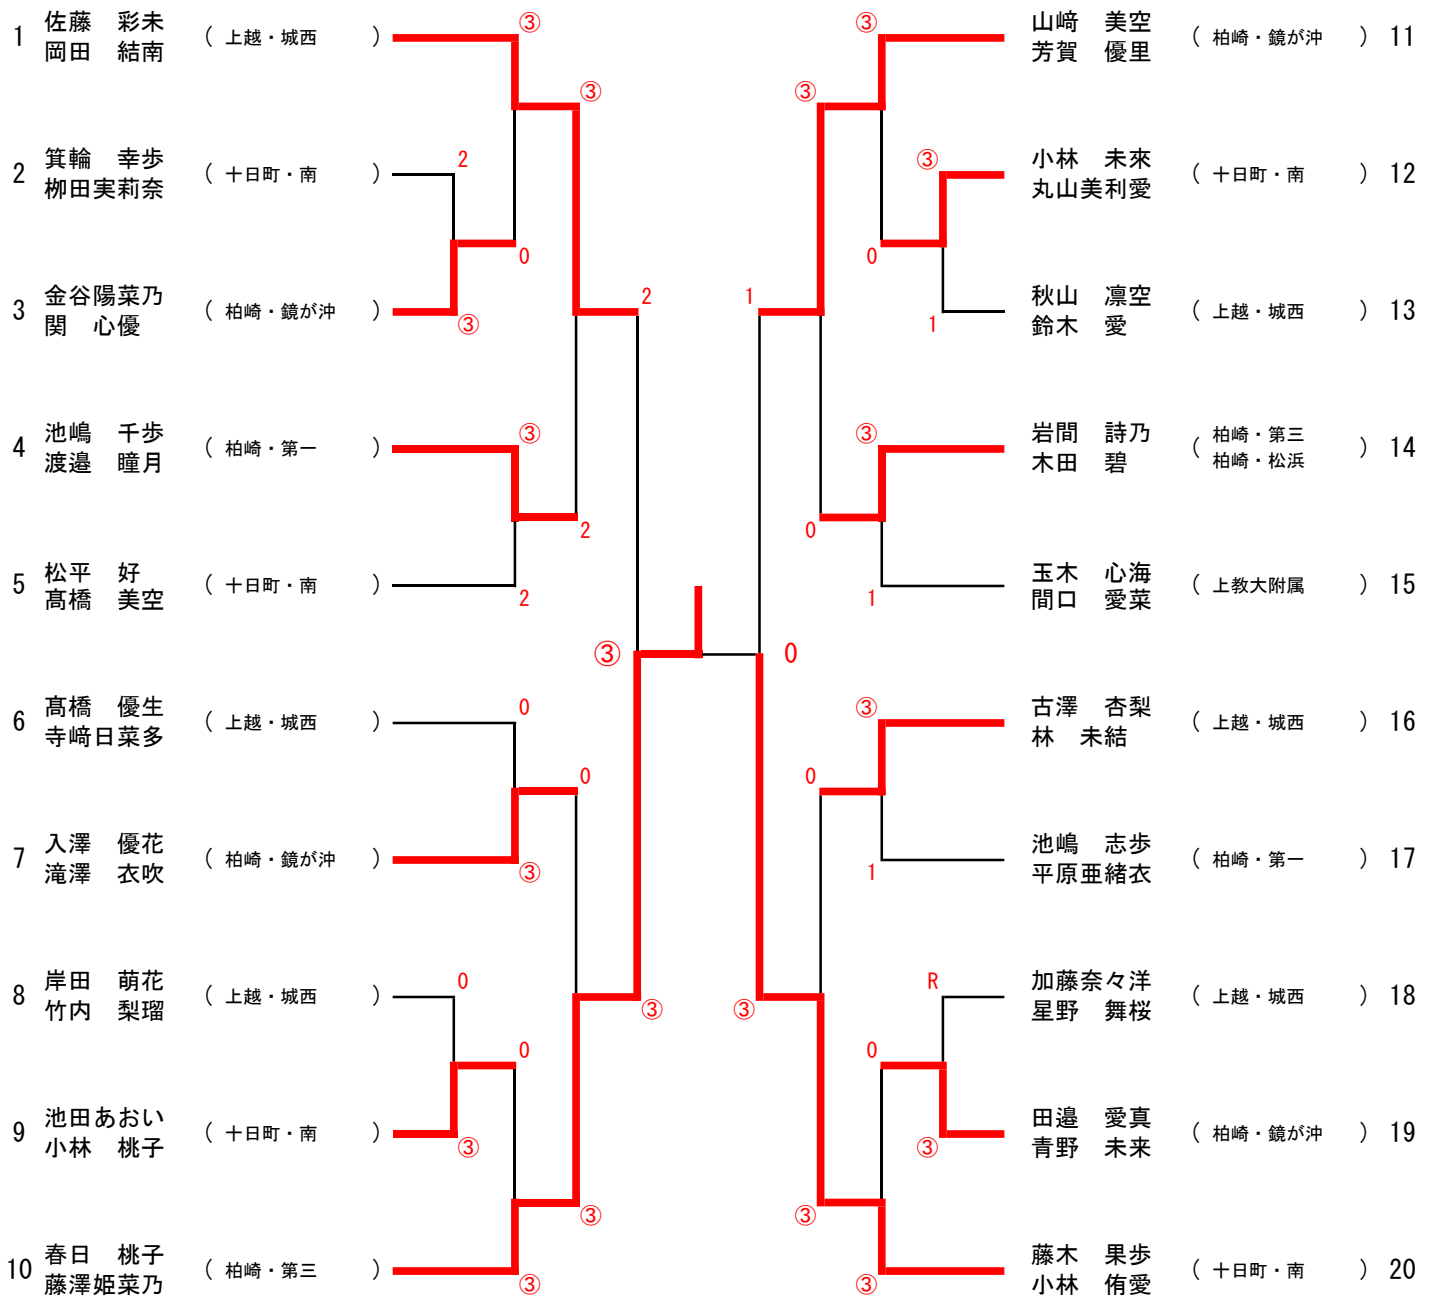 1 佐藤　彩未 ( 上越・城西 ) ③
岡田　結南
③
2 箕輪　幸歩 ( 十日町・南 ) 2
栁田実莉奈
0
3 金谷陽菜乃 ( 柏崎・鏡が沖 ) ③
関　心優
2
4 池嶋　千歩 ( 柏崎・第一 ) ③
渡邉　瞳月
2
5 松平　好 ( 十日町・南 ) 2
髙橋　美空
③
6 髙橋　優生 ( 上越・城西 ) 0
寺﨑日菜多
0
7 入澤　優花 ( 柏崎・鏡が沖 ) ③
滝澤　衣吹
8 岸田　萌花 ( 上越・城西 ) 0
竹内　梨瑠
③
0
9 池田あおい ( 十日町・南 ) ③
小林　桃子
③
10 春日　桃子 ( 柏崎・第三 ) ③
藤澤姫菜乃
③ 山﨑　美空 ( 柏崎・鏡が沖 ) 11
芳賀　優里
③
③ 小林　未來 ( 十日町・南 ) 12
丸山美利愛
0
1 秋山　凛空 ( 上越・城西 ) 13
鈴木　愛
1
③ 岩間　詩乃 ( 柏崎・第三 ) 14
木田　碧 柏崎・松浜
0
1 玉木　心海 ( 上教大附属 ) 15
間口　愛菜
0
③ 古澤　杏梨 ( 上越・城西 ) 16
林　未結
0
1 池嶋　志歩 ( 柏崎・第一 ) 17
平原亜緒衣
R 加藤奈々洋 ( 上越・城西 ) 18
星野　舞桜
③
0
③ 田邉　愛真 ( 柏崎・鏡が沖 ) 19
青野　未来
③
③ 藤木　果歩 ( 十日町・南 ) 20
小林　侑愛